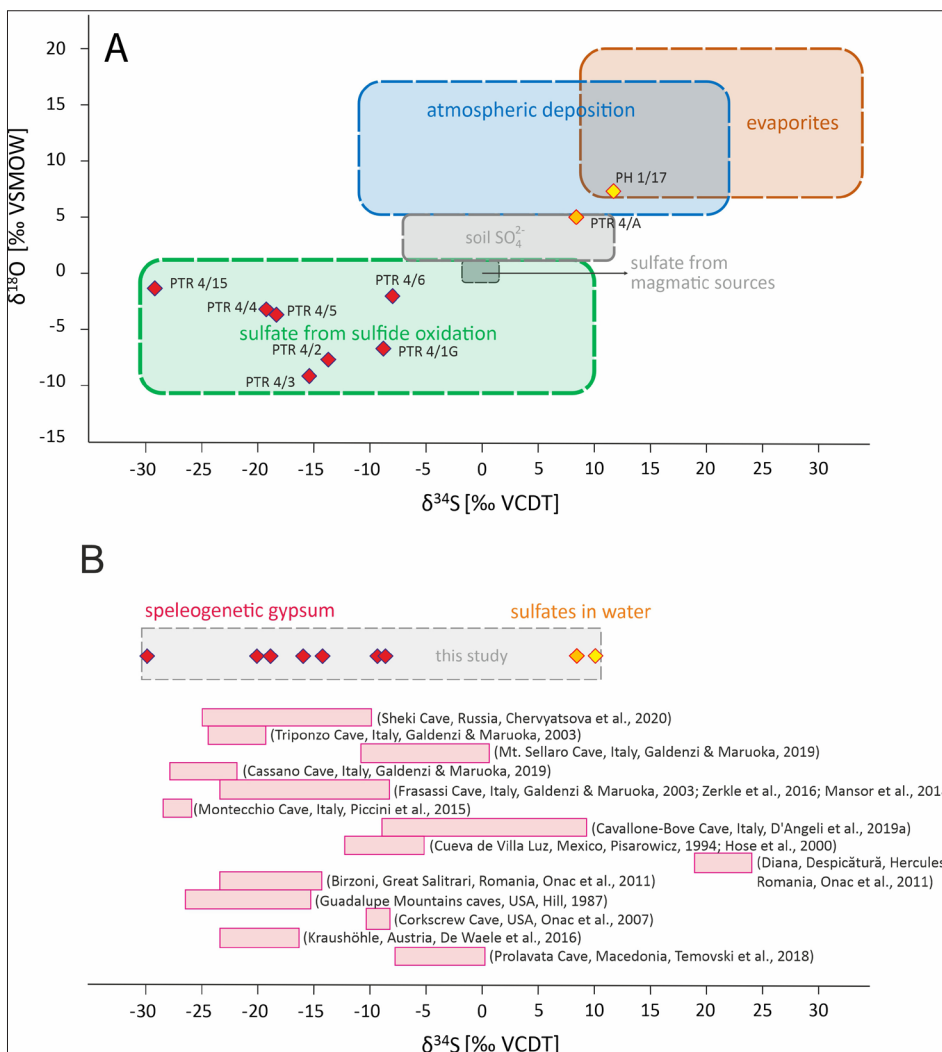 A
20
15
10
5
0
-5
-10
-15
δ¹⁸O [‰ VSMOW]
atmospheric deposition
evaporites
PH 1/17
PTR 4/A
soil SO₄²⁻
sulfate from
magmatic sources
PTR 4/15
PTR 4/6
PTR 4/4
PTR 4/5
sulfate from sulfide oxidation
PTR 4/2
PTR 4/1G
PTR 4/3
-30 -25 -20 -15 -10 -5 0 5 10 15 20 25 30
δ³⁴S [‰ VCDT]
B
speleogenetic gypsum
sulfates in water
this study
(Sheki Cave, Russia, Chervyatsova et al., 2020)
(Triponzo Cave, Italy, Galdenzi & Maruoka, 2003)
(Mt. Sellaro Cave, Italy, Galdenzi & Maruoka, 2019)
(Cassano Cave, Italy, Galdenzi & Maruoka, 2019)
(Frasassi Cave, Italy, Galdenzi & Maruoka, 2003; Zerkle et al., 2016; Mansor et al.,
(Montecchio Cave, Italy, Piccini et al., 2015)
(Cavallone-Bove Cave, Italy, D'Angeli et al., 2019a)
(Cueva de Villa Luz, Mexico, Pisarowicz, 1994; Hose et al., 2000)
(Diana, Despicătură, Hercules
Romania, Onac et al., 2011)
(Birzoni, Great Salitrari, Romania, Onac et al., 2011)
(Guadalupe Mountains caves, USA, Hill, 1987)
(Corkscrew Cave, USA, Onac et al., 2007)
(Kraushöhle, Austria, De Waele et al., 2016)
(Prolavata Cave, Macedonia, Temovski et al., 2018)
-30 -25 -20 -15 -10 -5 0 5 10 15 20 25 30
δ³⁴S [‰ VCDT]